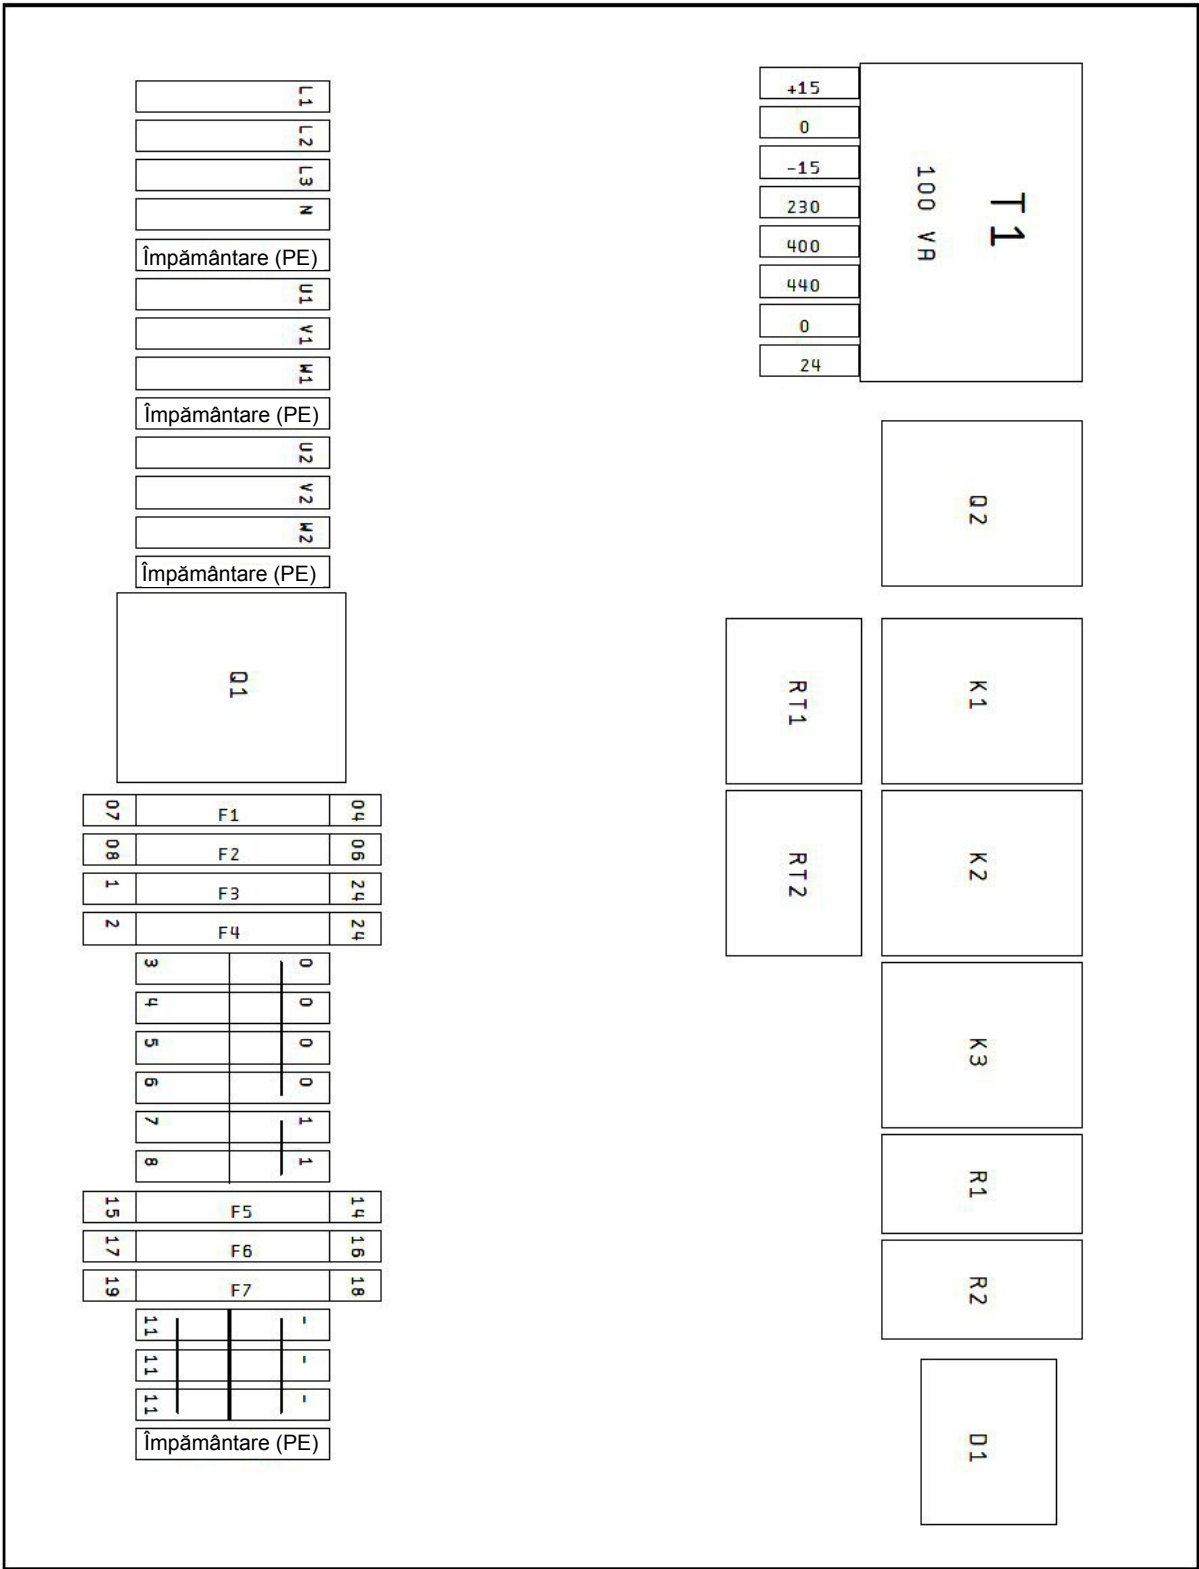 L1
L2
L3
N
Împământare (PE)
U1
V1
W1
Împământare (PE)
U2
V2
W2
Împământare (PE)
Q1
07 F1 04
08 F2 06
1 F3 24
2 F4 24
3 0
4 0
5 0
6 0
7 1
8 1
15 F5 14
17 F6 16
19 F7 18
11 -
11 -
11 -
Împământare (PE)
+15
0
-15
230
400
440
0
24
T1
100 VA
Q2
RT1 K1
RT2 K2
K3
R1
R2
D1